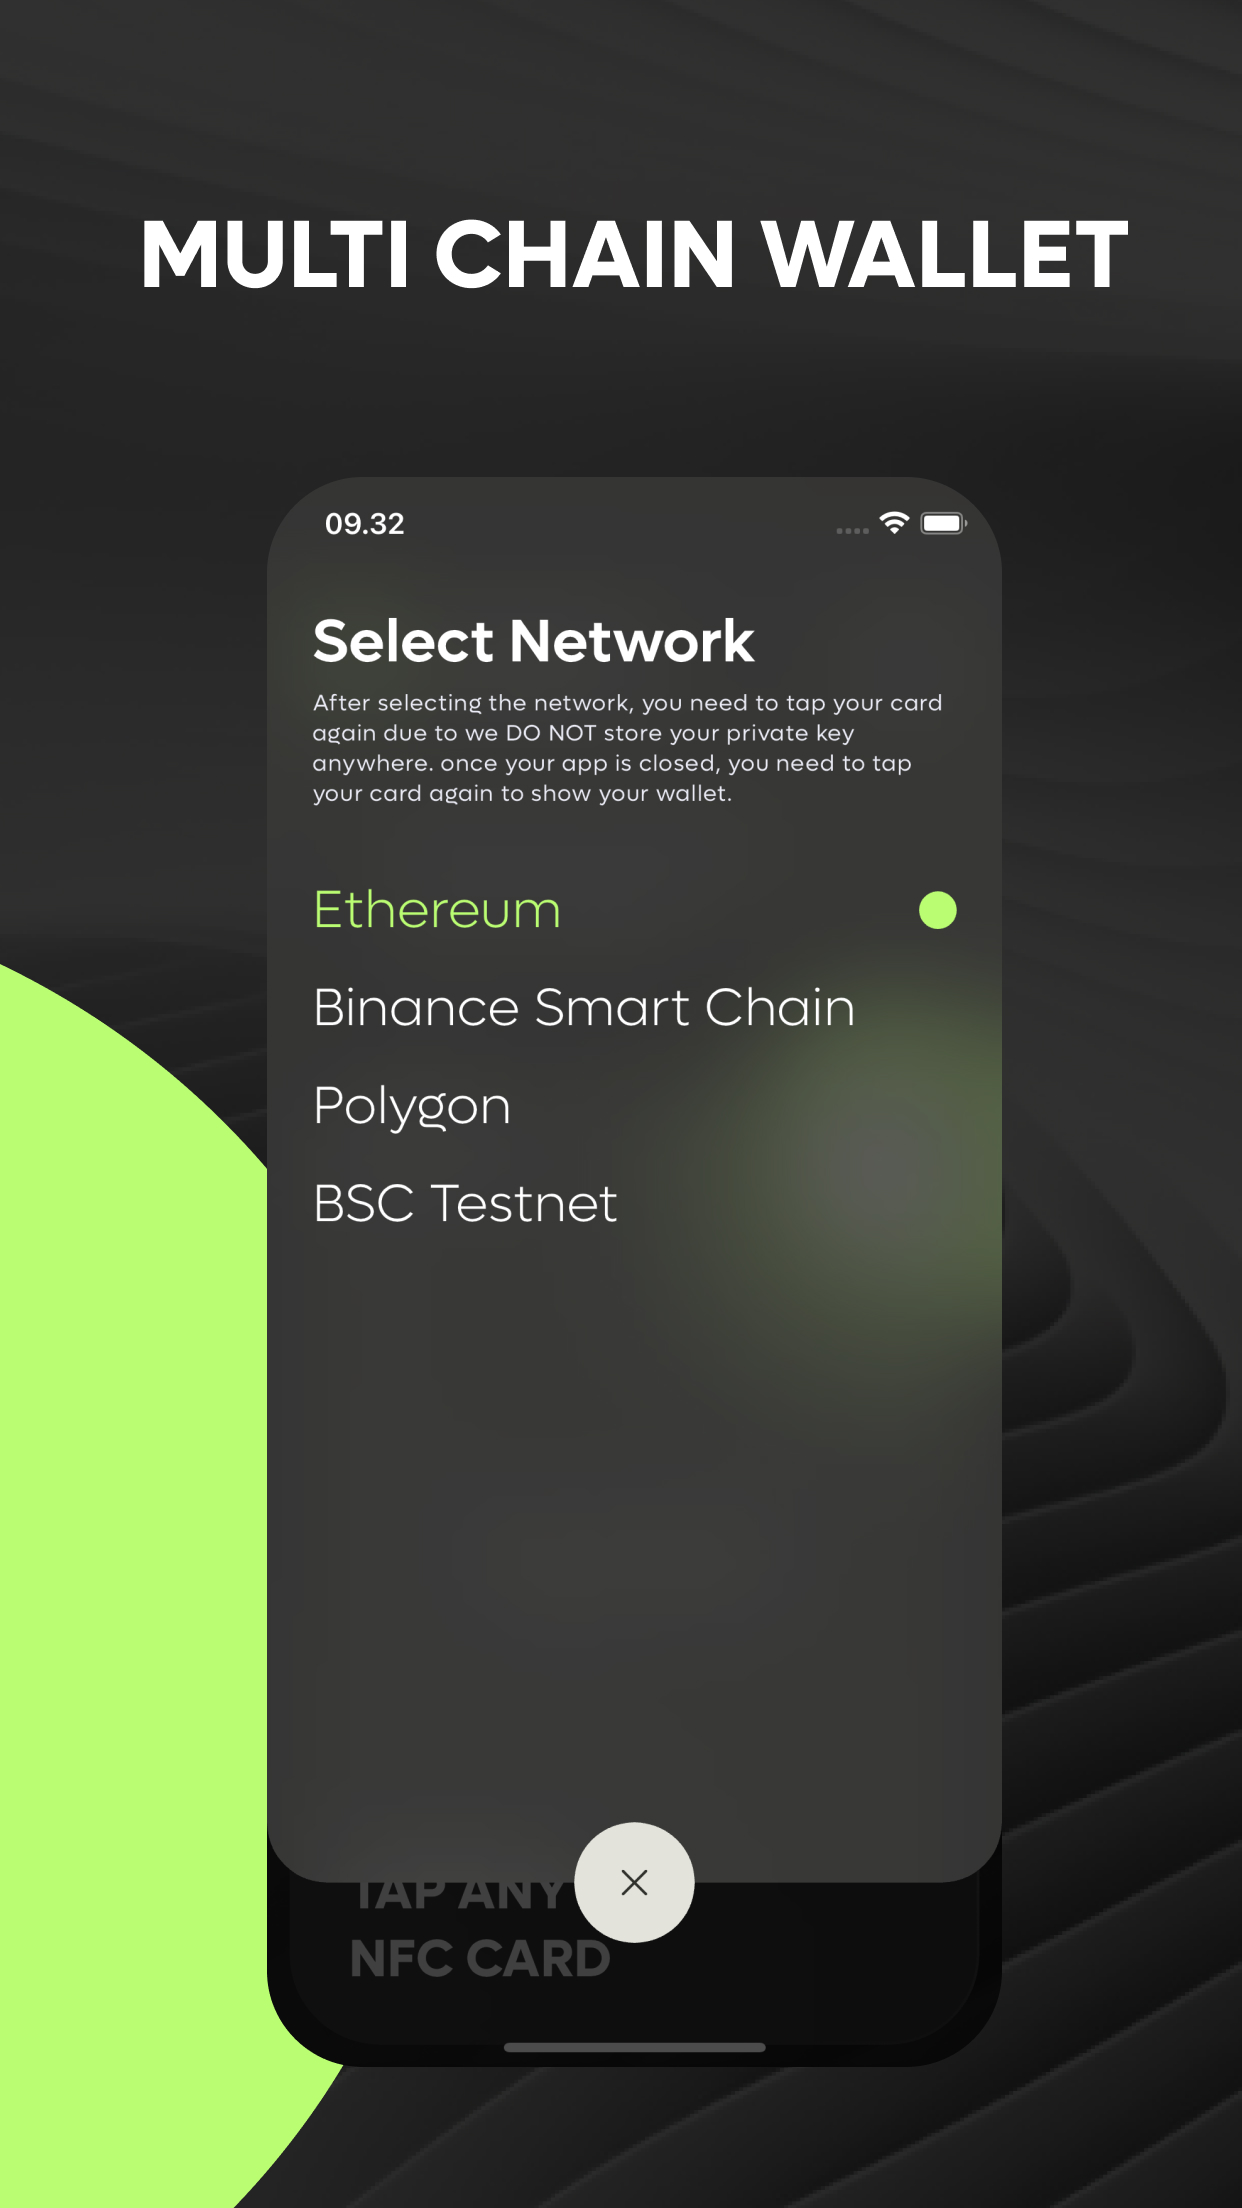 MULTI CHAIN WALLET
09.32
Select Network
After selecting the network, you need to tap your card
again due to we DO NOT store your private key
anywhere. once your app is closed, you need to tap
your card again to show your wallet.
Ethereum
Binance Smart Chain
Polygon
BSC Testnet
TAP ANY
NFC CARD